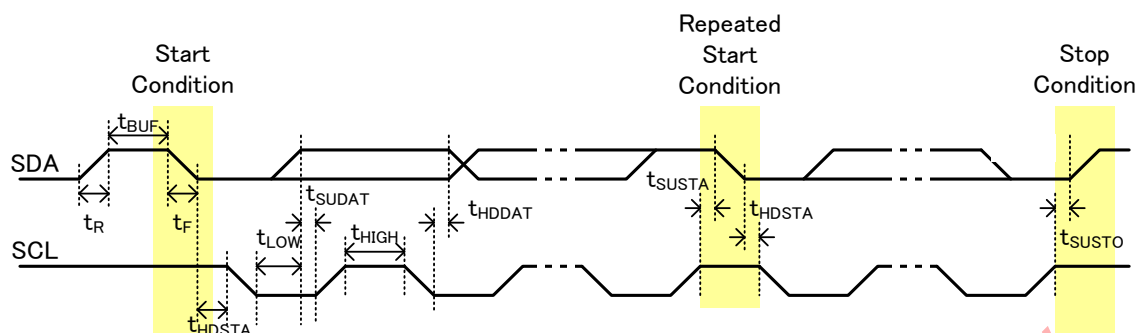 Repeated
Start
Condition
Start
Condition
Stop
Condition
tBUF
SDA
tR
tF
tSUDAT
tHDDAT
tSUSTA
tHDSTA
tSUSTO
tLOW
tHIGH
SCL
tHDSTA